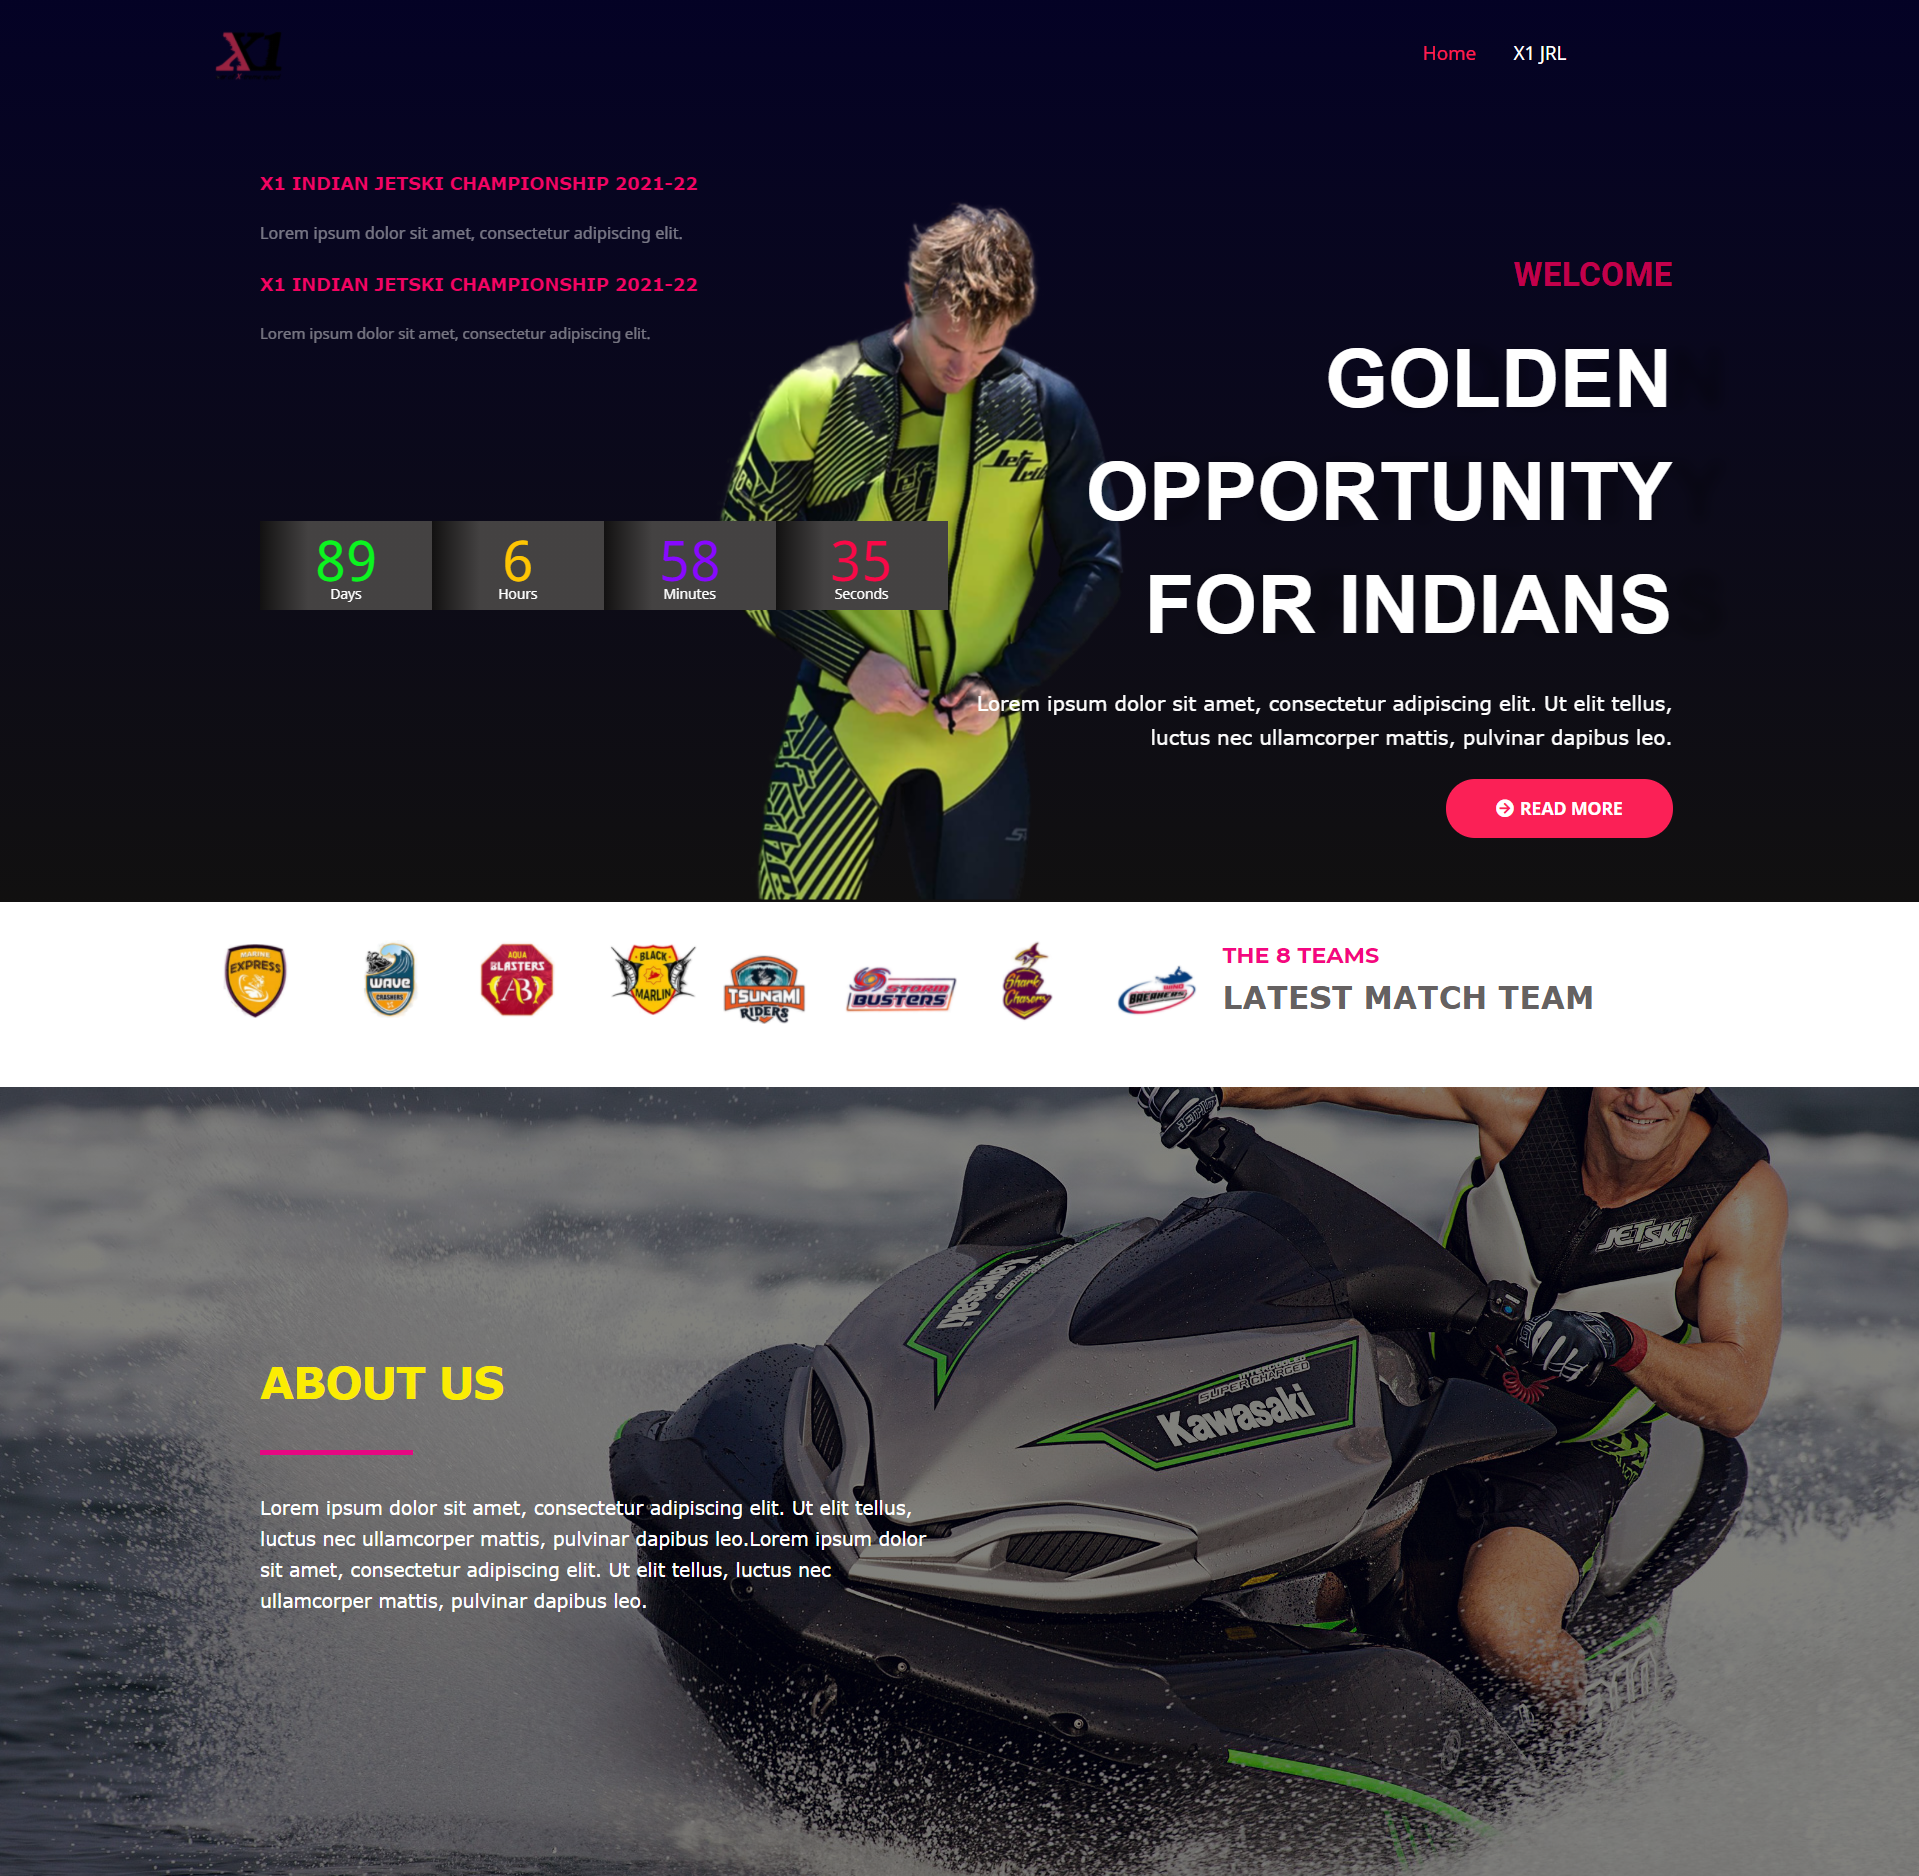 X1
Home
X1 JRL
X1 INDIAN JETSKI CHAMPIONSHIP 2021-22
Lorem ipsum dolor sit amet, consectetur adipiscing elit.
X1 INDIAN JETSKI CHAMPIONSHIP 2021-22
Lorem ipsum dolor sit amet, consectetur adipiscing elit.
89
Days
6
Hours
58
Minutes
35
Seconds
WELCOME
GOLDEN
OPPORTUNITY
FOR INDIANS
Lorem ipsum dolor sit amet, consectetur adipiscing elit. Ut elit tellus,
luctus nec ullamcorper mattis, pulvinar dapibus leo.
READ MORE
Jet
MARINE
EXPRESS
WAVE
CRASHERS
AQUA
BLASTERS
AB
BLACK
MARLIN
TSUNAMI
RIDERS
STORM
BUSTERS
Shark
Chasers
WIND
BREAKERS
THE 8 TEAMS
LATEST MATCH TEAM
JETSKI
Kawasaki
INTERCOOLED
SUPER CHARGED
Kawasaki
ABOUT US
Lorem ipsum dolor sit amet, consectetur adipiscing elit. Ut elit tellus,
luctus nec ullamcorper mattis, pulvinar dapibus leo.Lorem ipsum dolor
sit amet, consectetur adipiscing elit. Ut elit tellus, luctus nec
ullamcorper mattis, pulvinar dapibus leo.